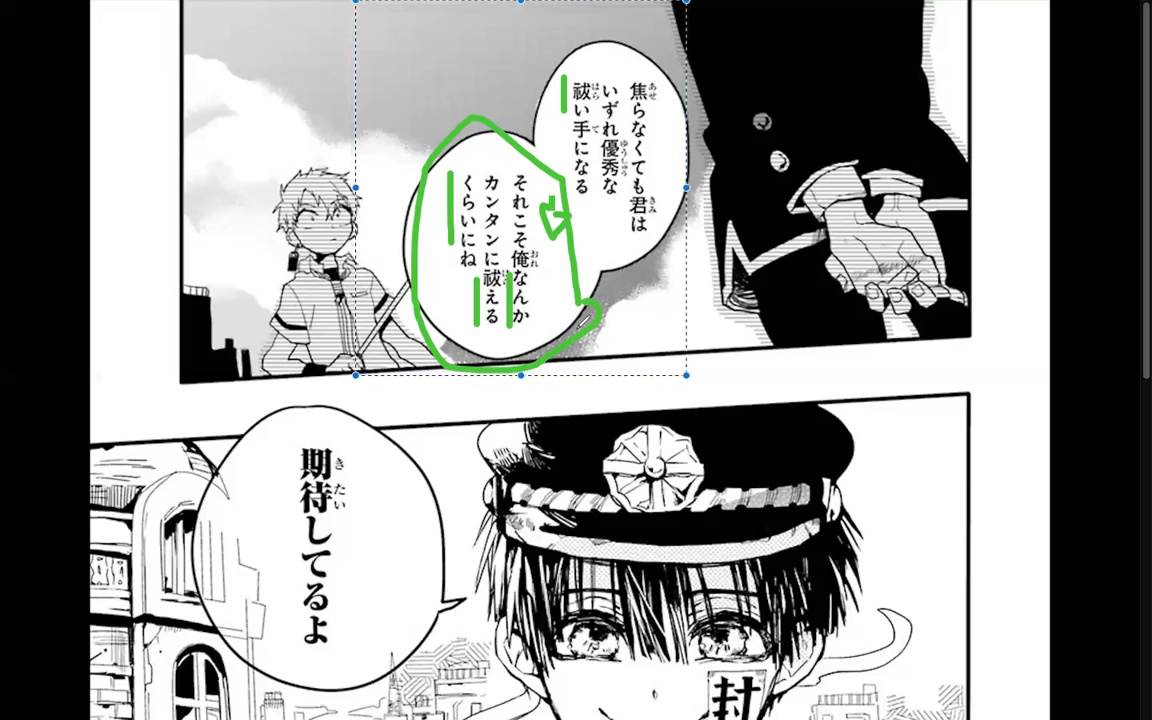 焦らなくても君は
いずれ優秀な
祓い手になる
それこそ俺なんか
カンタンに祓える
くらいにね
期待してるよ
封